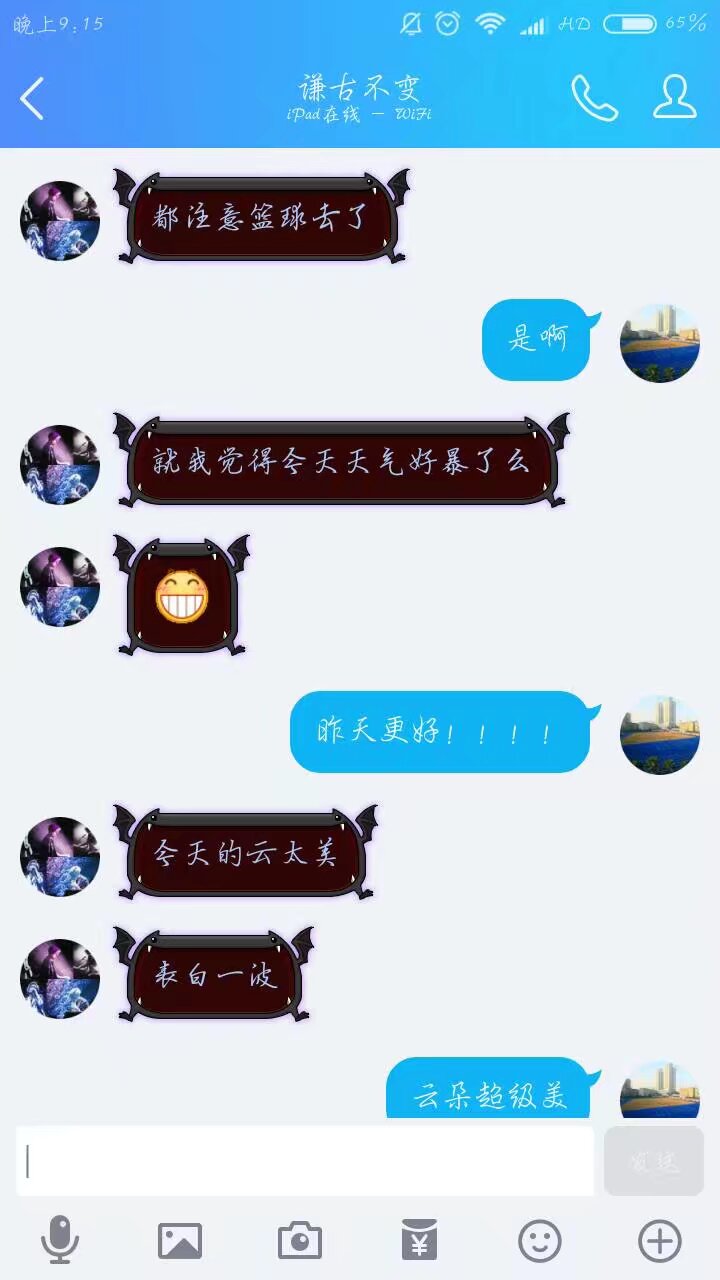 晚上9:15
HD
65%
谦古不变
iPad在线 - WiFi
都注意篮球去了
是啊
就我觉得今天天气好暴了么
昨天更好！！！！
今天的云太美
表白一波
云朵超级美
发送